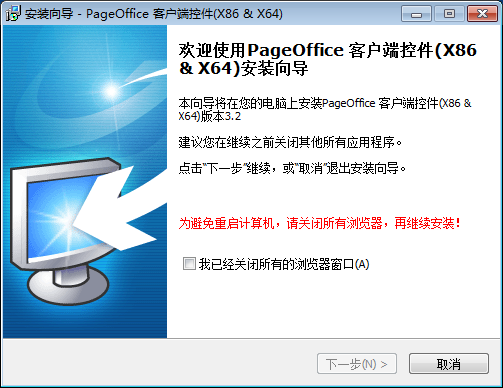 安装向导 - PageOffice 客户端控件(X86 & X64)
欢迎使用PageOffice 客户端控件(X86
& X64)安装向导
本向导将在您的电脑上安装PageOffice 客户端控件(X86 &
X64)版本3.2
建议您在继续之前关闭其他所有应用程序。
点击“下一步”继续，或“取消”退出安装向导。
为避免重启计算机，请关闭所有浏览器，再继续安装！
我已经关闭所有的浏览器窗口(A)
下一步(N) >
取消